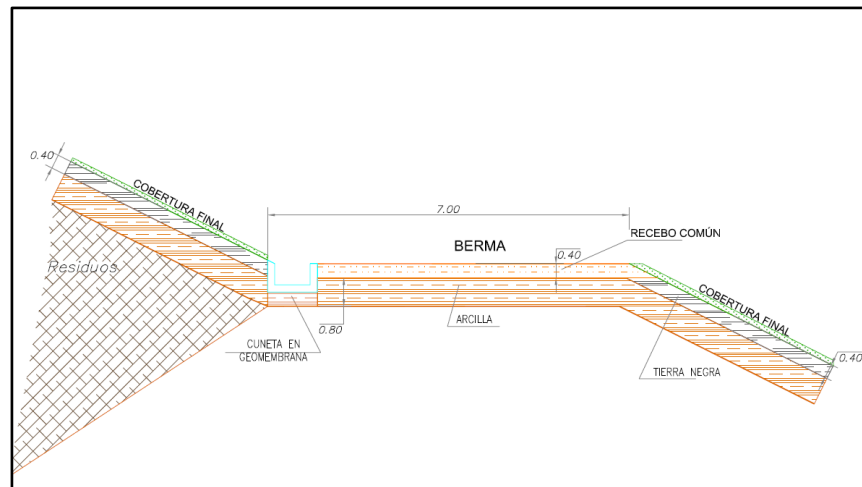 0.40
COBERTURA FINAL
Residuos
7.00
BERMA
RECEBO COMÚN
0.40
0.80
ARCILLA
CUNETA EN
GEOMEMBRANA
COBERTURA FINAL
TIERRA NEGRA
0.40